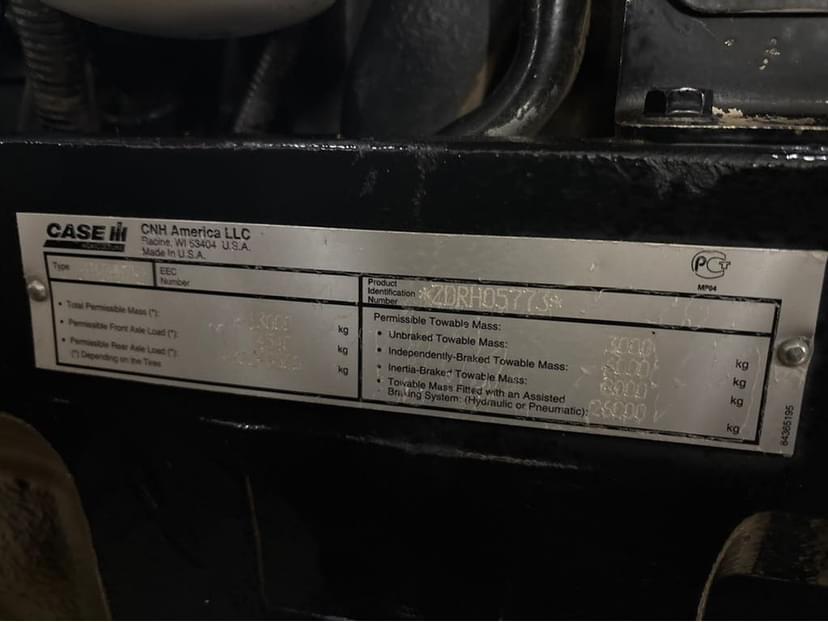 CASE IH
AGRICULTURE
CNH America LLC
Racine, WI 53404 U.S.A.
Made in U.S.A.
PCT
MP04
Type
EEC
Number
Product
Identification
Number
*ZDRH05773*
• Total Permissible Mass (*): 13000 kg
• Permissible Front Axle Load (*): kg
• Permissible Rear Axle Load (*): kg
(*) Depending on the Tires
Permissible Towable Mass:
• Unbraked Towable Mass: 3000 kg
• Independently-Braked Towable Mass: kg
• Inertia-Braked Towable Mass: 8000 kg
• Towable Mass Fitted with an Assisted
Braking System: (Hydraulic or Pneumatic): kg
84365195